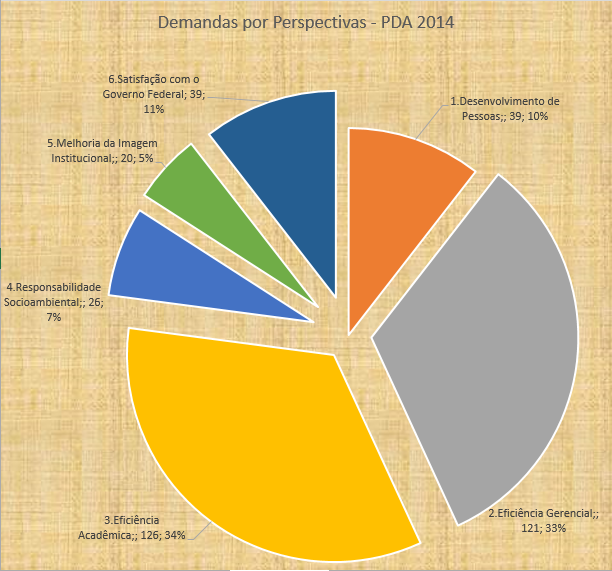 Demandas por Perspectivas - PDA 2014
6.Satisfação com o
Governo Federal; 39;
11%
1.Desenvolvimento de
Pessoas;; 39; 10%
5.Melhoria da Imagem
Institucional;; 20; 5%
4.Responsabilidade
Socioambiental;; 26;
7%
3.Eficiência
Acadêmica;; 126; 34%
2.Eficiência Gerencial;;
121; 33%